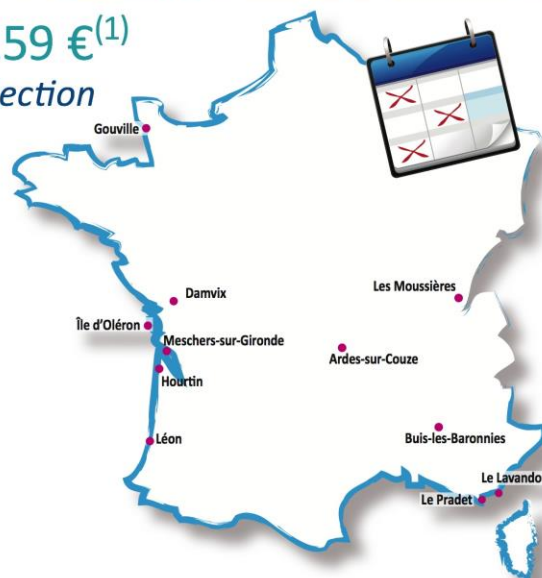 59 €(1)
ection
Gouville
Damvix
Les Moussières
Île d'Oléron
Meschers-sur-Gironde
Ardes-sur-Couze
Hourtin
Léon
Buis-les-Baronnies
Le Lavando
Le Pradet